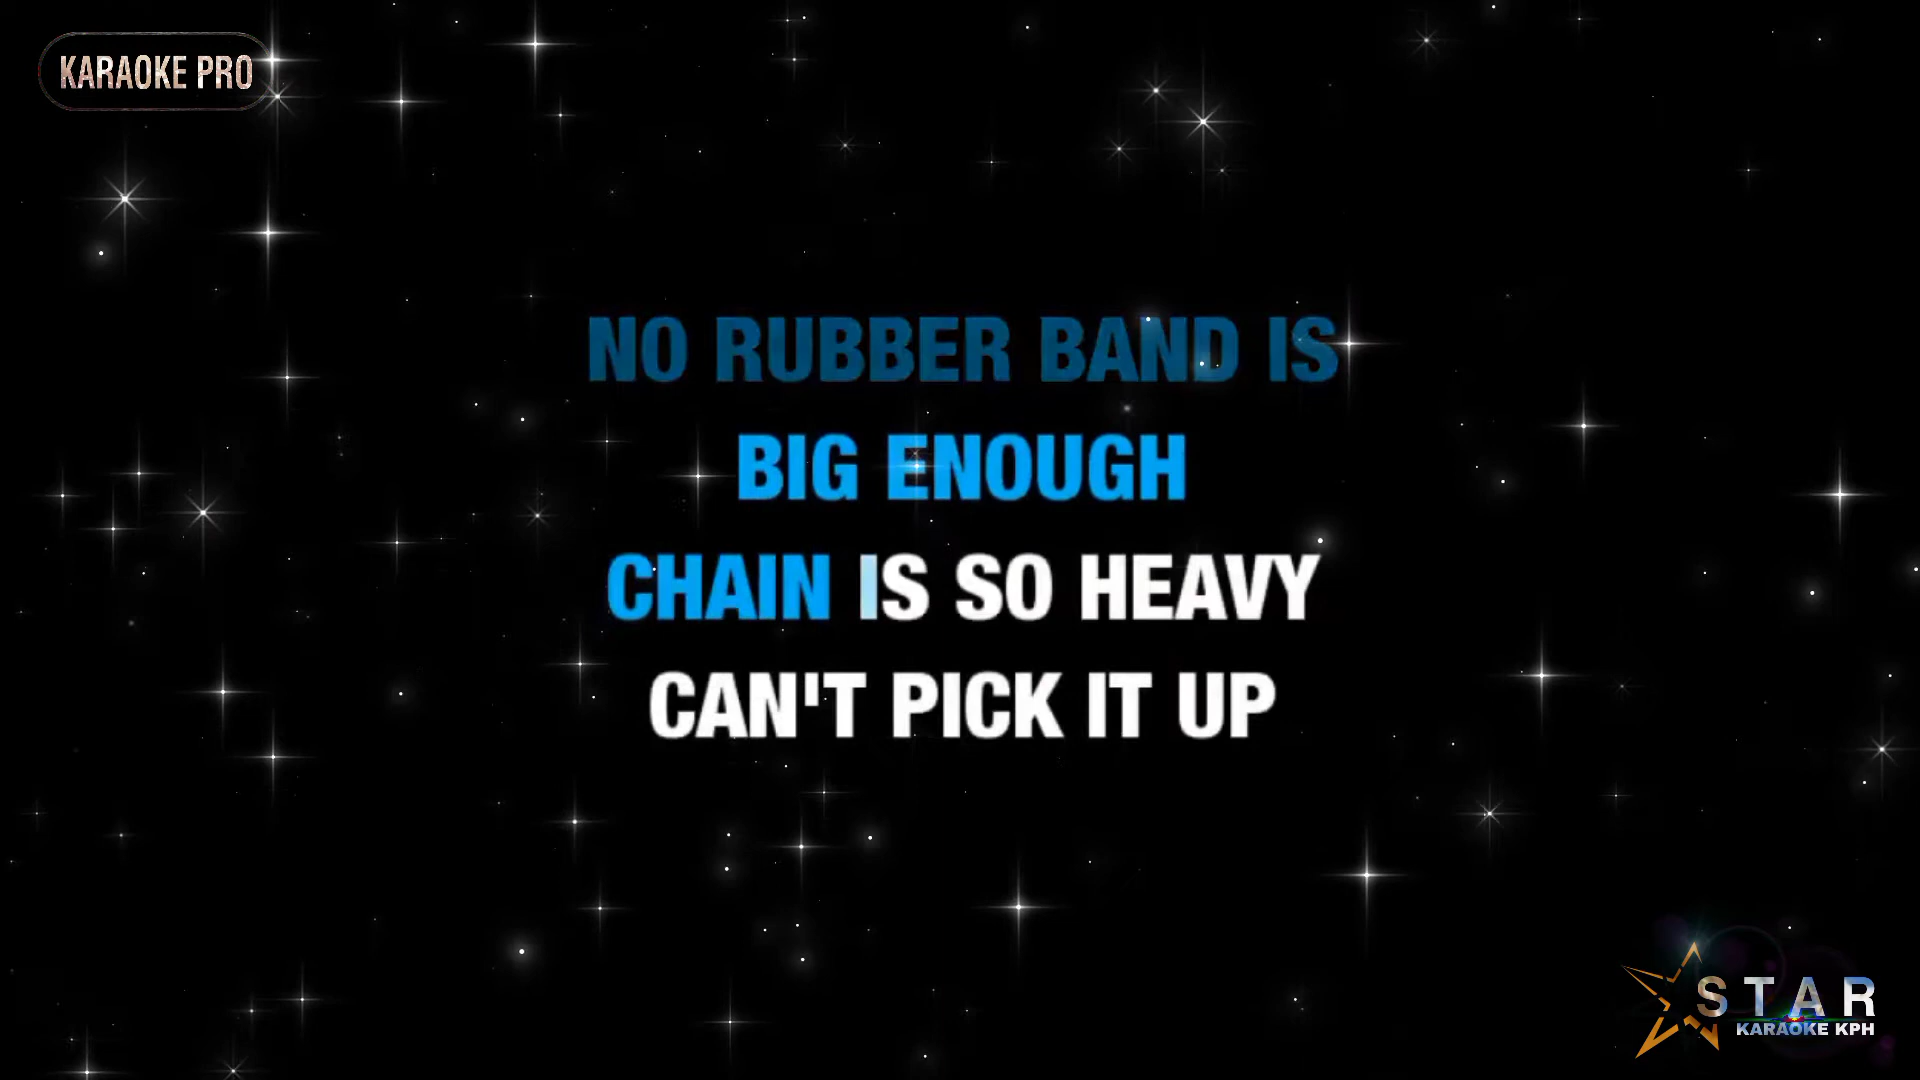 KARAOKE PRO
NO RUBBER BAND IS
BIG ENOUGH
CHAIN IS SO HEAVY
CAN'T PICK IT UP
STAR
KARAOKE KPH